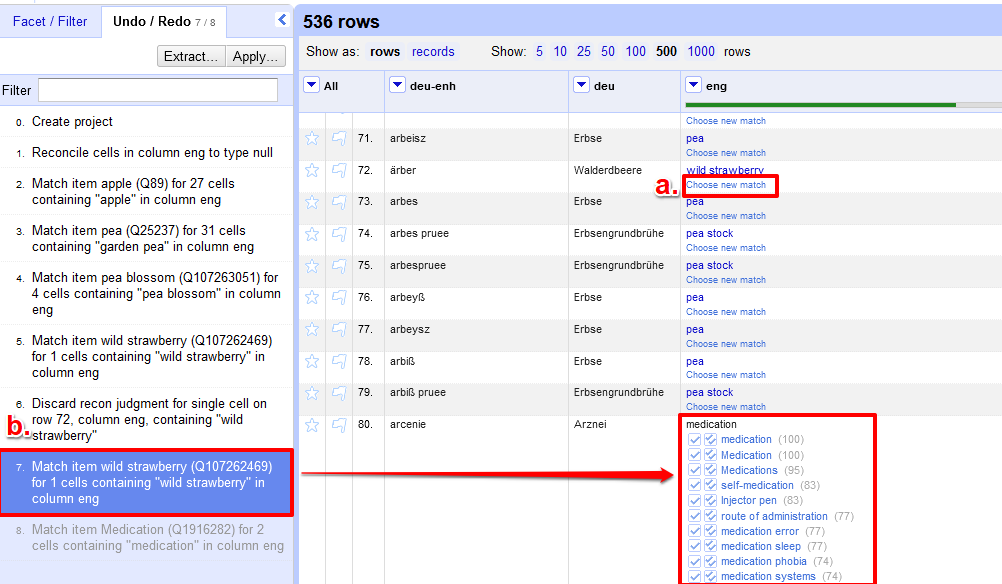 Facet / Filter
Undo / Redo 7 / 8
Extract...
Apply...
Filter
0. Create project
1. Reconcile cells in column eng to type null
2. Match item apple (Q89) for 27 cells
containing "apple" in column eng
3. Match item pea (Q25237) for 31 cells
containing "garden pea" in column eng
4. Match item pea blossom (Q107263051) for
4 cells containing "pea blossom" in column
eng
5. Match item wild strawberry (Q107262469)
for 1 cells containing "wild strawberry" in
column eng
6. Discard recon judgment for single cell on
row 72, column eng, containing "wild
strawberry"
b.
7. Match item wild strawberry (Q107262469)
for 1 cells containing "wild strawberry" in
column eng
8. Match item Medication (Q1916282) for 2
cells containing "medication" in column eng
536 rows
Show as: rows records Show: 5 10 25 50 100 500 1000 rows
All deu-enh deu eng
Choose new match
71. arbeisz Erbse pea
Choose new match
72. ärber Walderdbeere wild strawberry
a. Choose new match
73. arbes Erbse pea
Choose new match
74. arbes pruee Erbsengrundbrühe pea stock
Choose new match
75. arbespruee Erbsengrundbrühe pea stock
Choose new match
76. arbeyß Erbse pea
Choose new match
77. arbeysz Erbse pea
Choose new match
78. arbiß Erbse pea
Choose new match
79. arbiß pruee Erbsengrundbrühe pea stock
Choose new match
80. arcenie Arznei medication
medication (100)
Medication (100)
Medications (95)
self-medication (83)
Injector pen (83)
route of administration (77)
medication error (77)
medication sleep (77)
medication phobia (74)
medication systems (74)